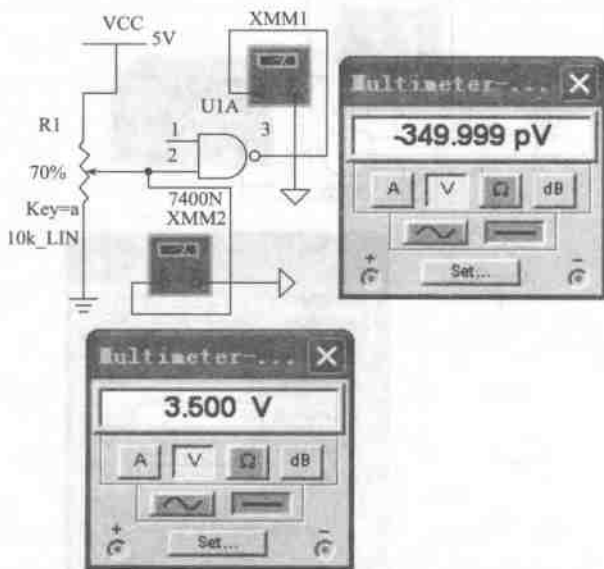 VCC
5V
XMM1
U1A
R1
1
2
3
70%
7400N
Key=a
XMM2
10k_LIN
Multimeter-...
-349.999 pV
A V Ω dB
+ -
Set...
Multimeter-...
3.500 V
A V Ω dB
+ -
Set...